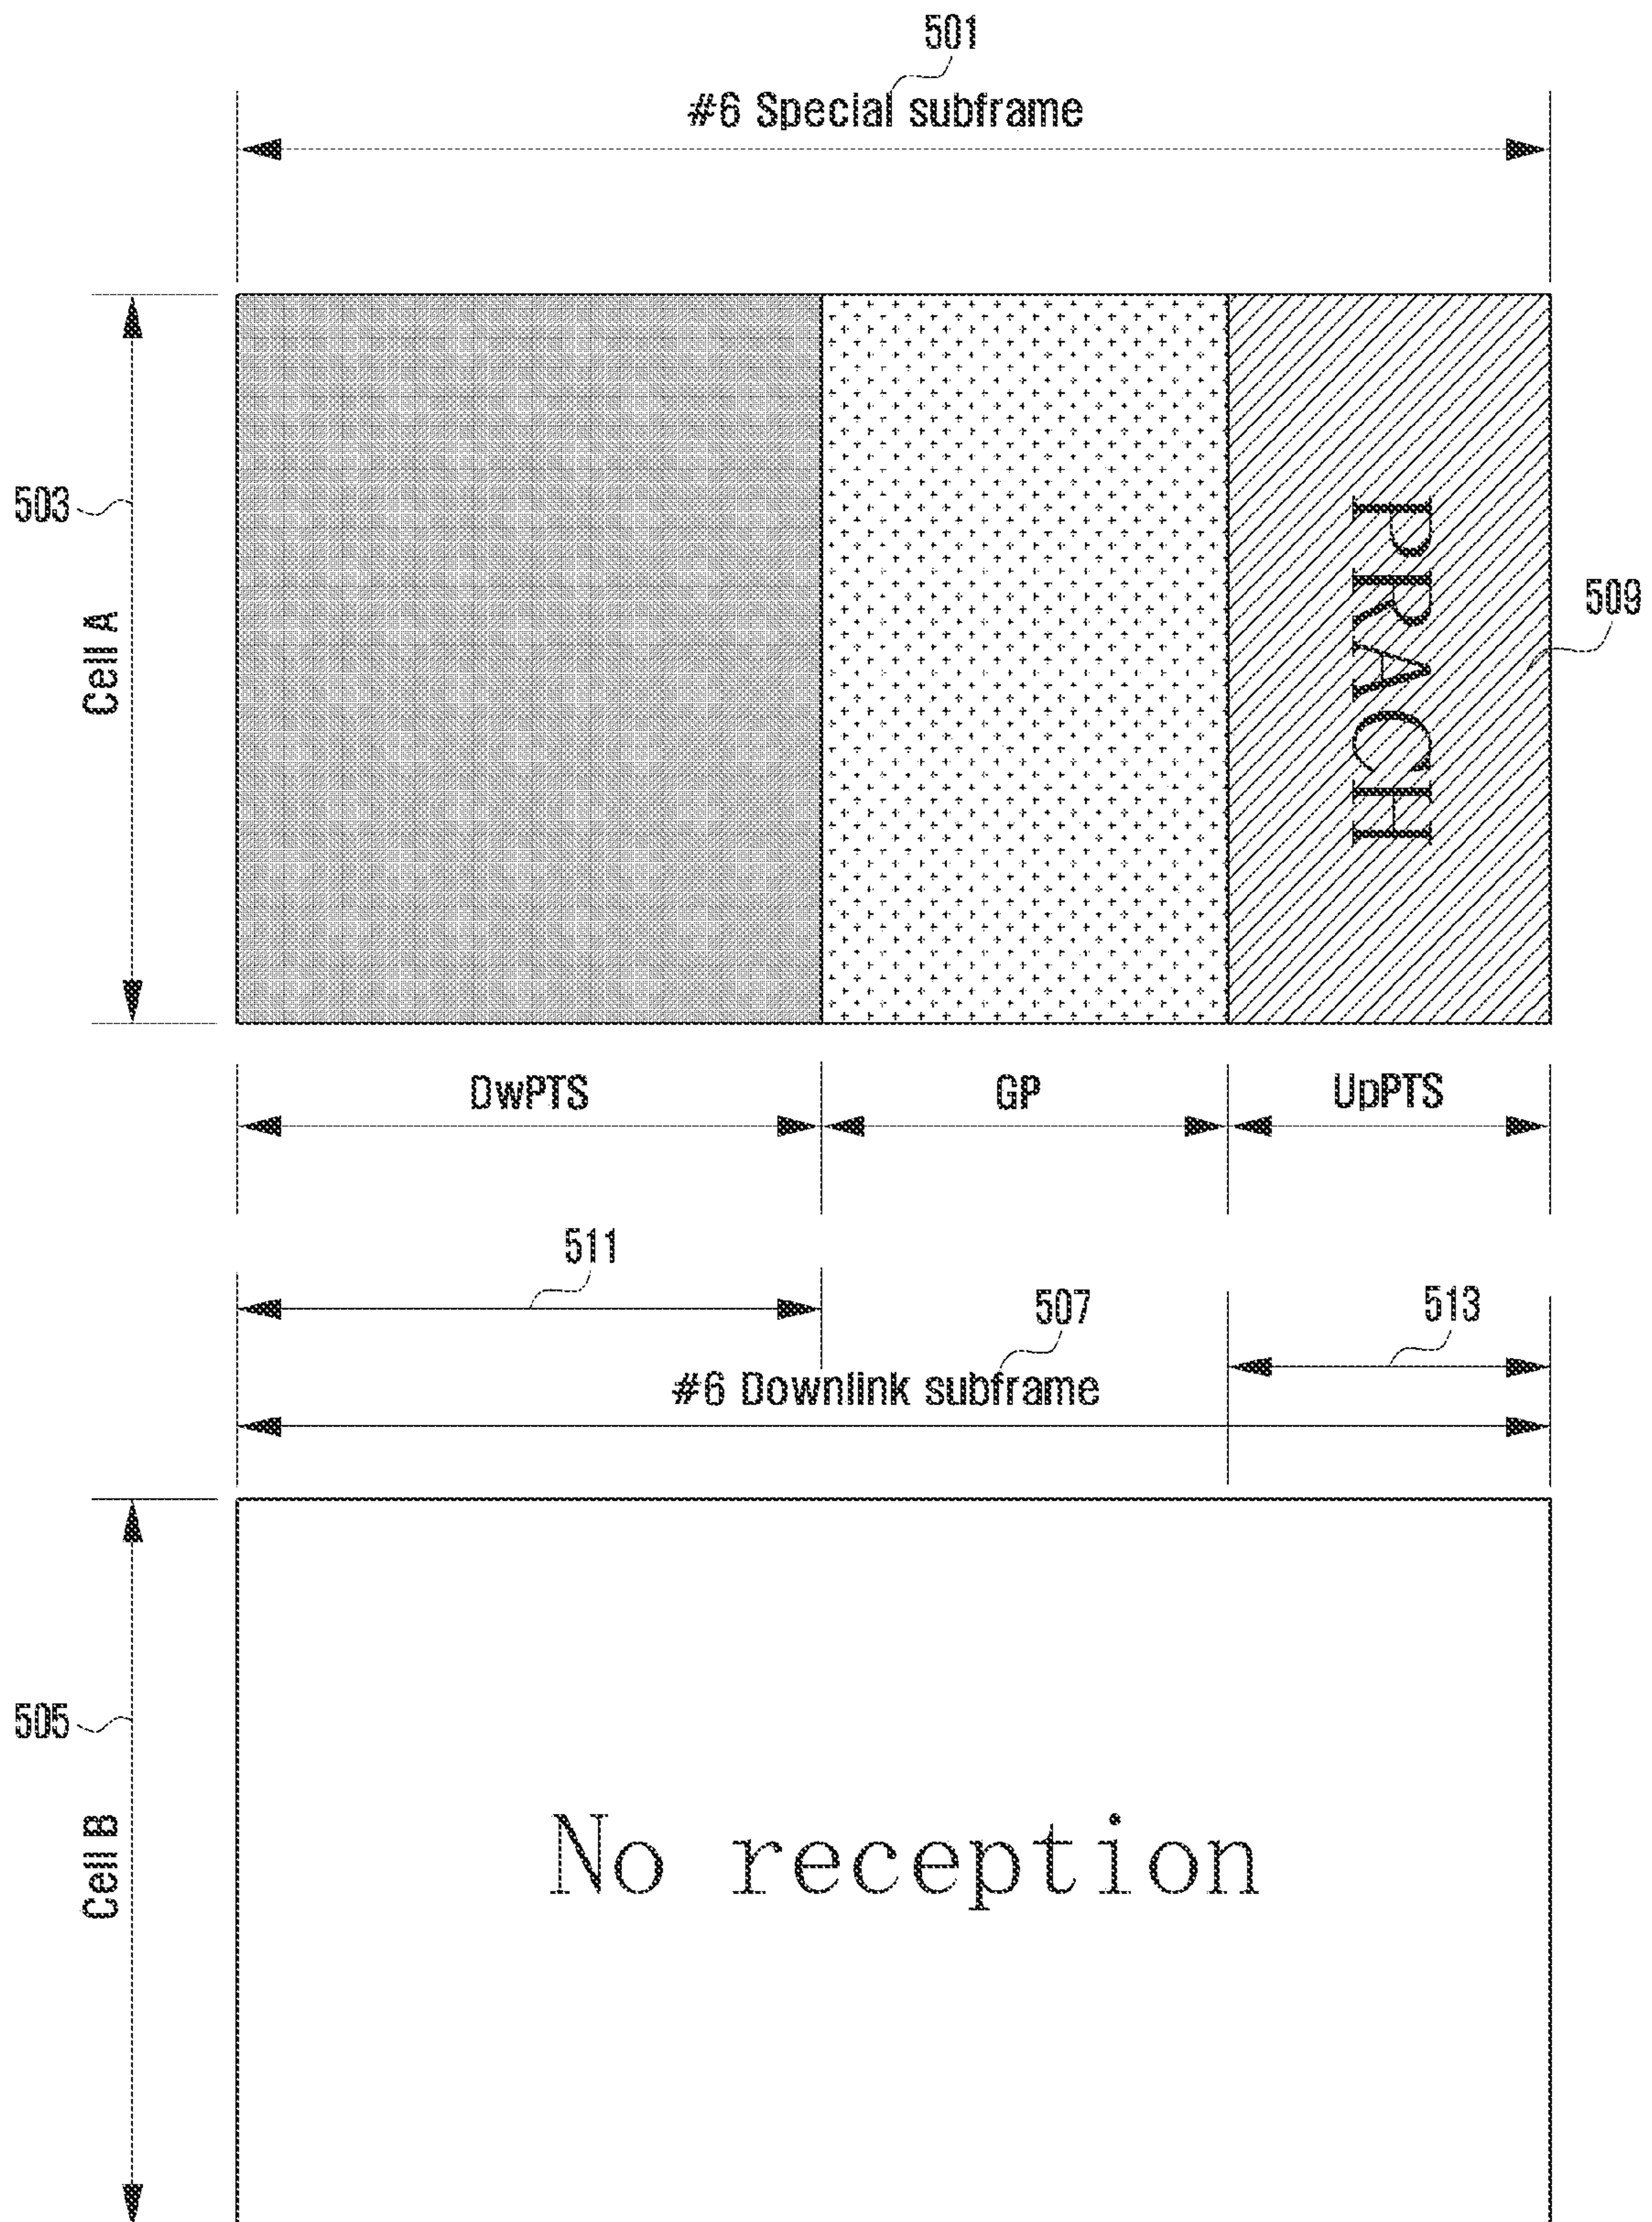 501
#6 Special subframe
503
Cell A
PRACH
509
DwPTS
GP
UpPTS
511
507
513
#6 Downlink subframe
505
Cell B
No reception